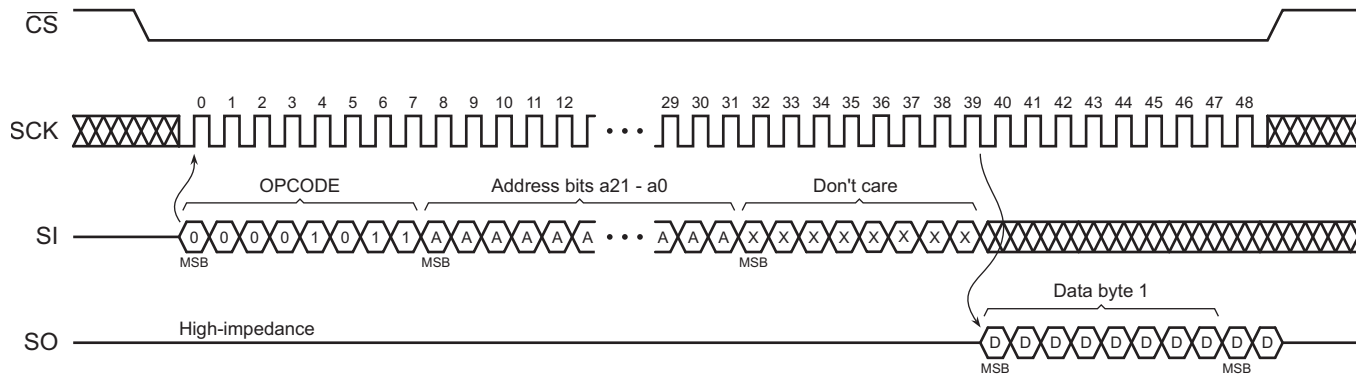 CS
0 1 2 3 4 5 6 7 8 9 10 11 12 29 30 31 32 33 34 35 36 37 38 39 40 41 42 43 44 45 46 47 48
SCK
OPCODE Address bits a21 - a0 Don't care
SI 0 0 0 0 1 0 1 1 A A A A A A A A A X X X X X X X X
MSB MSB MSB
Data byte 1
High-impedance
SO D D D D D D D D D D
MSB MSB